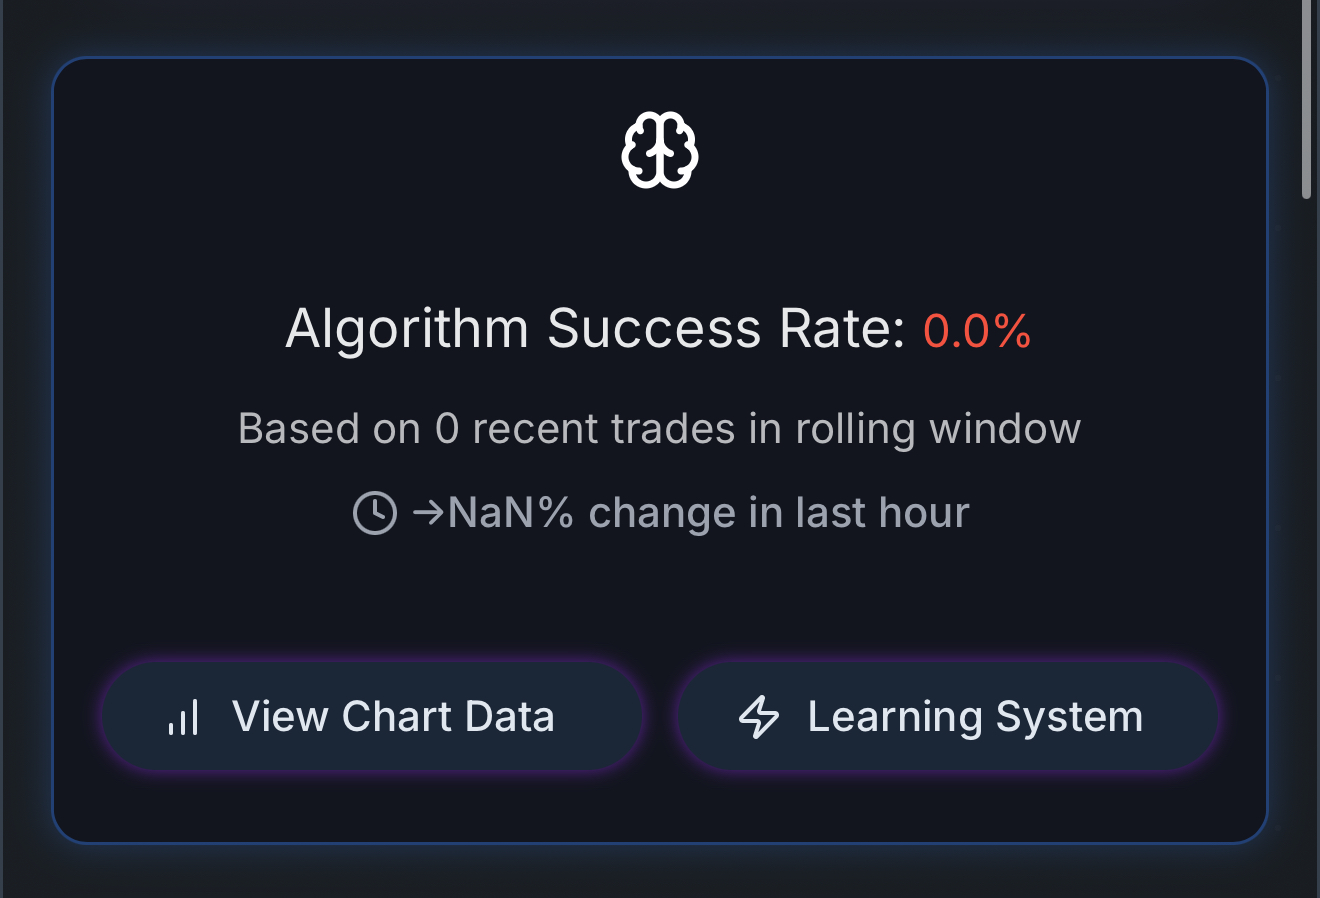 Algorithm Success Rate: 0.0%
Based on 0 recent trades in rolling window
→NaN% change in last hour
View Chart Data
Learning System